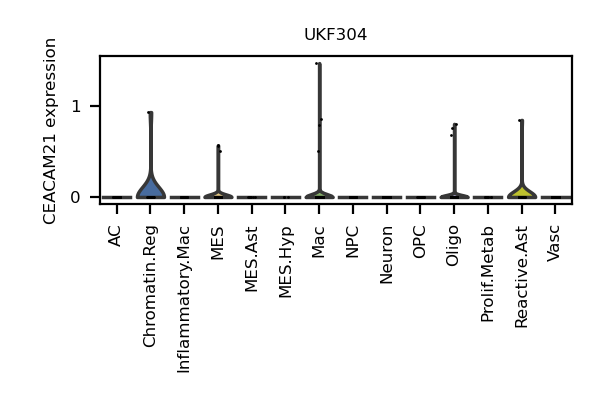 UKF304
CEACAM21 expression
1
0
AC
Chromatin.Reg
Inflammatory.Mac
MES
MES.Ast
MES.Hyp
Mac
NPC
Neuron
OPC
Oligo
Prolif.Metab
Reactive.Ast
Vasc